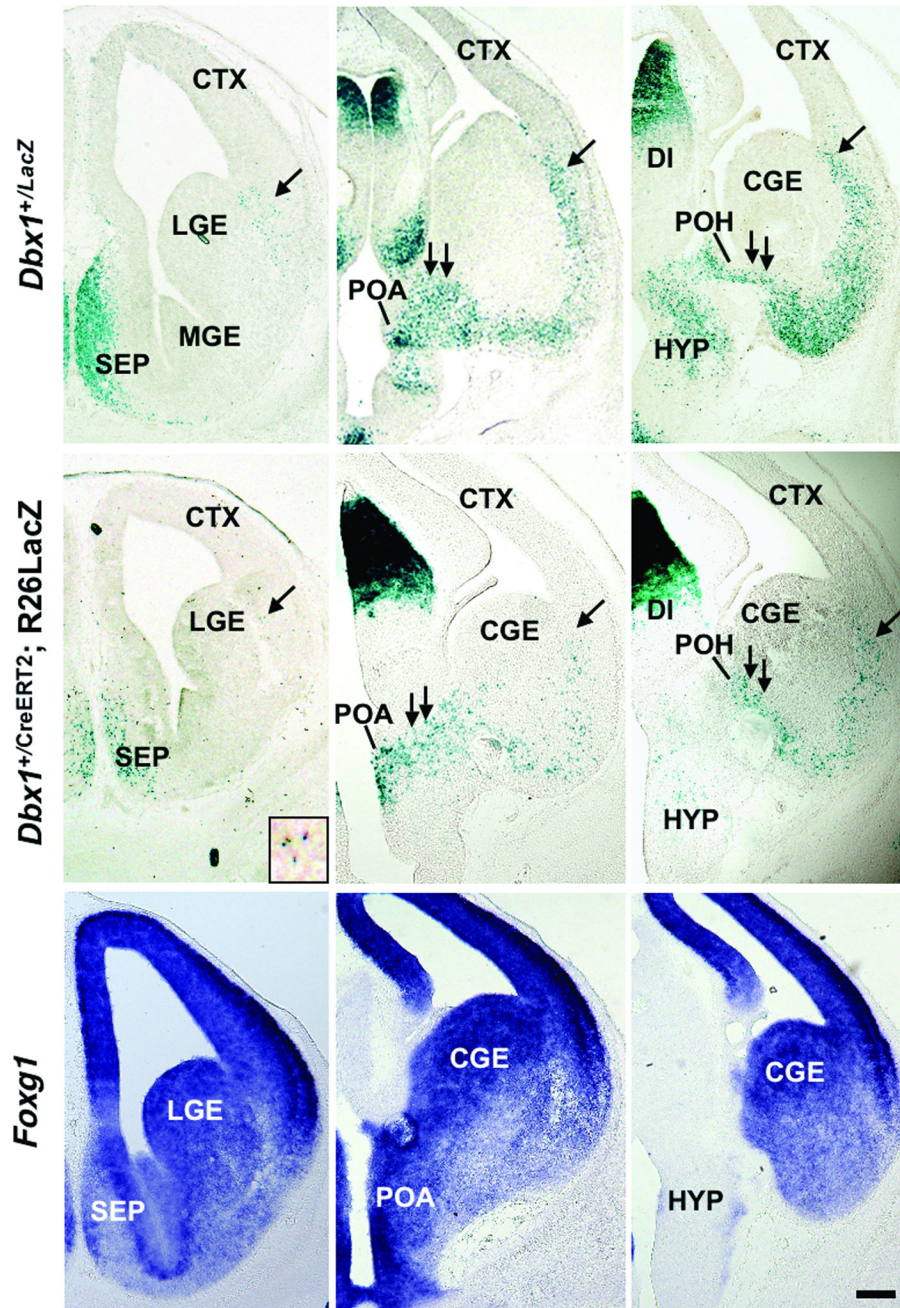 Dbx1+/LacZ
CTX
LGE
MGE
SEP
CTX
POA
CTX
DI
CGE
POH
HYP
Dbx1+/CreERT2; R26LacZ
CTX
LGE
SEP
CTX
CGE
POA
CTX
DI
CGE
POH
HYP
Foxg1
LGE
SEP
CGE
POA
CGE
HYP